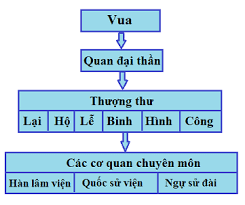 Vua
Quan đại thần
Thượng thư
Lại Hộ Lễ Binh Hình Công
Các cơ quan chuyên môn
Hàn lâm viện Quốc sử viện Ngự sử đài